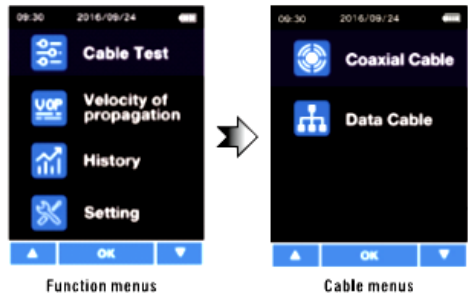 09:30 2016/09/24
Cable Test
VOP
Velocity of
propagation
History
Setting
OK
Function menus
09:30 2016/09/24
Coaxial Cable
Data Cable
OK
Cable menus